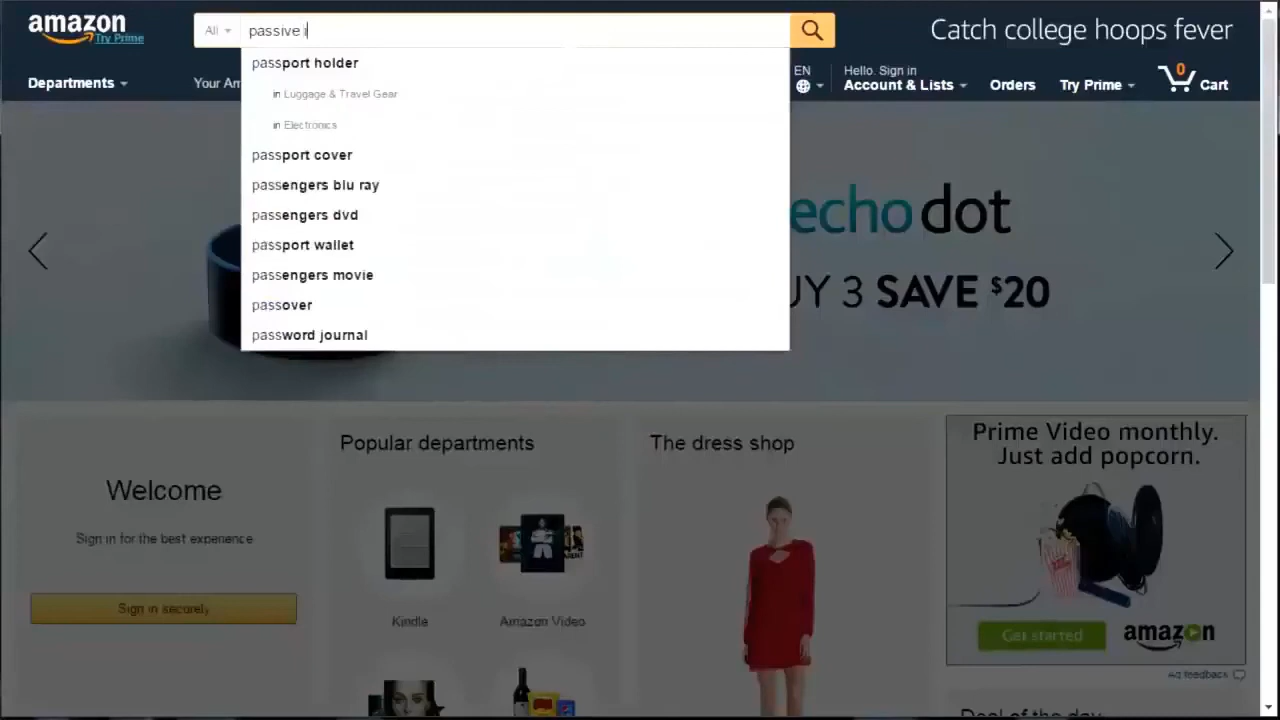 amazon
Try Prime
All
passive i
Catch college hoops fever
Departments
Your Am
EN
Hello. Sign in
Account & Lists
Orders
Try Prime
0
Cart
passport holder
in Luggage & Travel Gear
in Electronics
passport cover
passengers blu ray
passengers dvd
passport wallet
passengers movie
passover
password journal
echo dot
UY 3 SAVE $20
Welcome
Sign in for the best experience
Sign in securely
Popular departments
Kindle
Amazon Video
The dress shop
Prime Video monthly.
Just add popcorn.
Get started
amazon
Ad feedback
Deal of the day